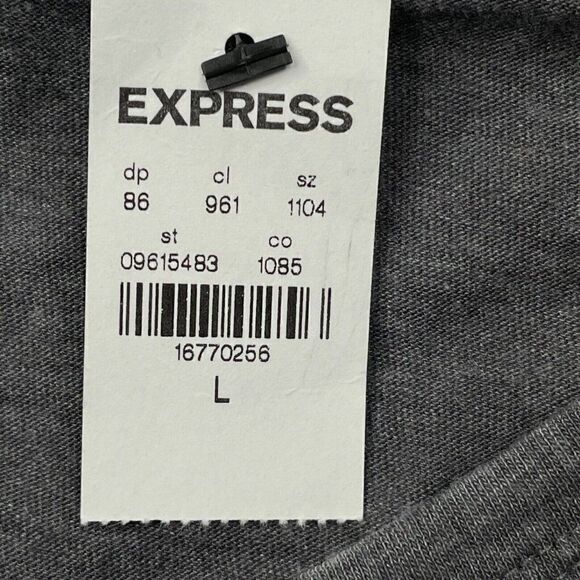 EXPRESS
dp cl sz
86 961 1104
st co
09615483 1085
16770256
L